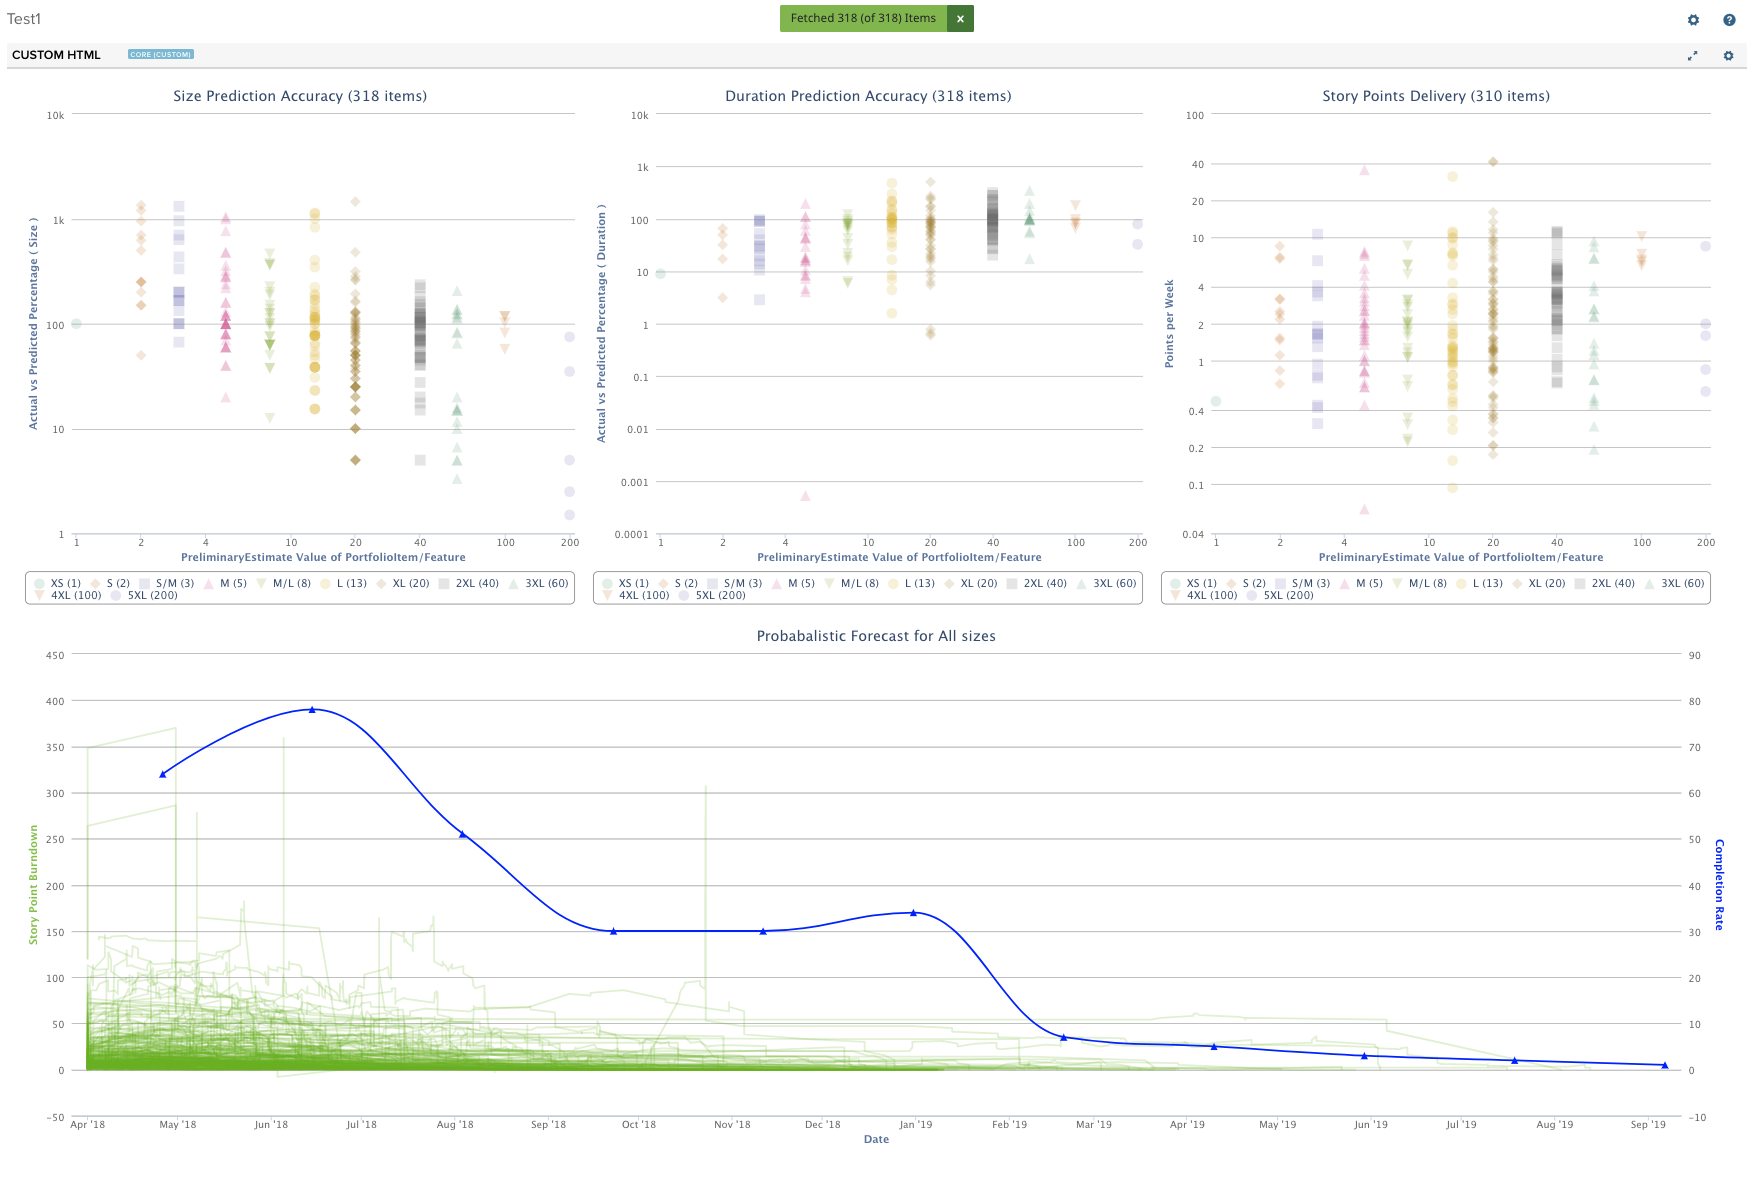 Test1
Fetched 318 (of 318) Items x
CUSTOM HTML CORE (CUSTOM)
Size Prediction Accuracy (318 items)
10k
1k
100
10
1
Actual vs Predicted Percentage ( Size )
1 2 4 10 20 40 100 200
PreliminaryEstimate Value of PortfolioItem/Feature
XS (1) S (2) S/M (3) M (5) M/L (8) L (13) XL (20) 2XL (40) 3XL (60)
4XL (100) 5XL (200)
Duration Prediction Accuracy (318 items)
10k
1k
100
10
1
0.1
0.01
0.001
0.0001
Actual vs Predicted Percentage ( Duration )
1 2 4 10 20 40 100 200
PreliminaryEstimate Value of PortfolioItem/Feature
XS (1) S (2) S/M (3) M (5) M/L (8) L (13) XL (20) 2XL (40) 3XL (60)
4XL (100) 5XL (200)
Story Points Delivery (310 items)
100
40
20
10
4
2
1
0.4
0.2
0.1
0.04
Points per Week
1 2 4 10 20 40 100 200
PreliminaryEstimate Value of PortfolioItem/Feature
XS (1) S (2) S/M (3) M (5) M/L (8) L (13) XL (20) 2XL (40) 3XL (60)
4XL (100) 5XL (200)
Probabalistic Forecast for All sizes
450 90
400 80
350 70
300 60
250 50
200 40
150 30
100 20
50 10
0 0
-50 -10
Story Point Burndown
Completion Rate
Apr '18 May '18 Jun '18 Jul '18 Aug '18 Sep '18 Oct '18 Nov '18 Dec '18 Jan '19 Feb '19 Mar '19 Apr '19 May '19 Jun '19 Jul '19 Aug '19 Sep '19
Date